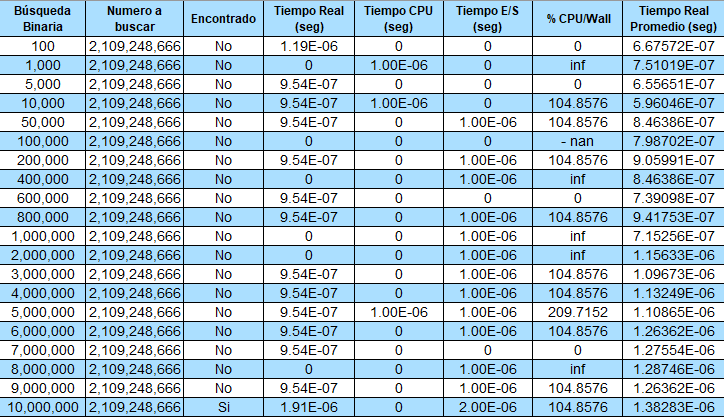 Búsqueda Binaria Numero a buscar Encontrado Tiempo Real (seg) Tiempo CPU (seg) Tiempo E/S (seg) % CPU/Wall Tiempo Real Promedio (seg)
100 2,109,248,666 No 1.19E-06 0 0 0 6.67572E-07
1,000 2,109,248,666 No 0 1.00E-06 0 inf 7.51019E-07
5,000 2,109,248,666 No 9.54E-07 0 0 0 6.55651E-07
10,000 2,109,248,666 No 9.54E-07 1.00E-06 0 104.8576 5.96046E-07
50,000 2,109,248,666 No 9.54E-07 0 1.00E-06 104.8576 8.46386E-07
100,000 2,109,248,666 No 0 0 0 - nan 7.98702E-07
200,000 2,109,248,666 No 9.54E-07 0 1.00E-06 104.8576 9.05991E-07
400,000 2,109,248,666 No 0 0 1.00E-06 inf 8.46386E-07
600,000 2,109,248,666 No 9.54E-07 0 0 0 7.39098E-07
800,000 2,109,248,666 No 9.54E-07 0 1.00E-06 104.8576 9.41753E-07
1,000,000 2,109,248,666 No 0 0 1.00E-06 inf 7.15256E-07
2,000,000 2,109,248,666 No 0 0 1.00E-06 inf 1.15633E-06
3,000,000 2,109,248,666 No 9.54E-07 0 1.00E-06 104.8576 1.09673E-06
4,000,000 2,109,248,666 No 9.54E-07 0 1.00E-06 104.8576 1.13249E-06
5,000,000 2,109,248,666 No 9.54E-07 1.00E-06 1.00E-06 209.7152 1.10865E-06
6,000,000 2,109,248,666 No 9.54E-07 0 1.00E-06 104.8576 1.26362E-06
7,000,000 2,109,248,666 No 9.54E-07 0 0 0 1.27554E-06
8,000,000 2,109,248,666 No 0 0 1.00E-06 inf 1.28746E-06
9,000,000 2,109,248,666 No 9.54E-07 0 1.00E-06 104.8576 1.26362E-06
10,000,000 2,109,248,666 Si 1.91E-06 0 2.00E-06 104.8576 1.38283E-06